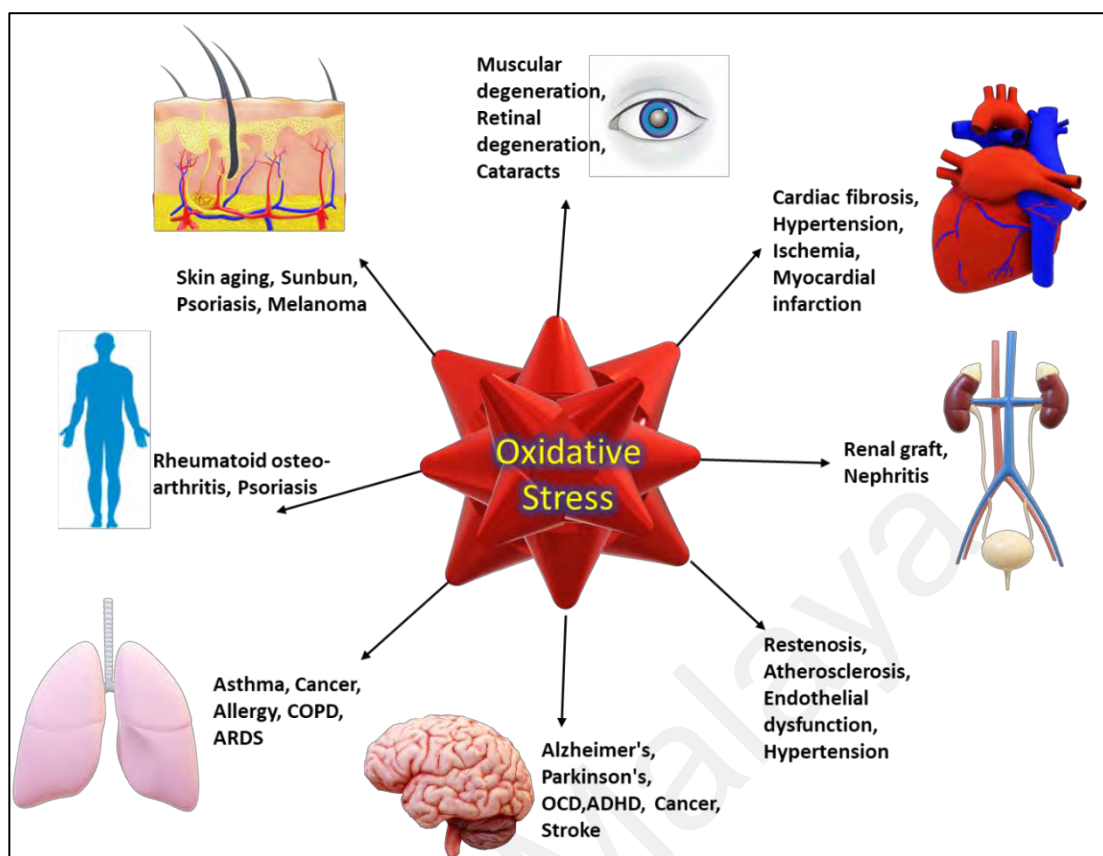 Muscular
degeneration,
Retinal
degeneration,
Cataracts
Cardiac fibrosis,
Hypertension,
Ischemia,
Myocardial
infarction
Skin aging, Sunbun,
Psoriasis, Melanoma
Rheumatoid osteo-
arthritis, Psoriasis
Oxidative
Stress
Renal graft,
Nephritis
Restenosis,
Atherosclerosis,
Endothelial
dysfunction,
Hypertension
Asthma, Cancer,
Allergy, COPD,
ARDS
Alzheimer's,
Parkinson's,
OCD,ADHD, Cancer,
Stroke
Malaya